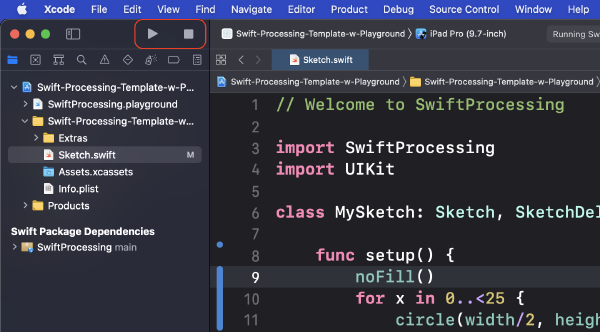 Xcode File Edit View Find Navigate Editor Product Debug Source Control Window Help
Swift-Processing-Template-w-Playground iPad Pro (9.7-inch) Running Sw
Sketch.swift
Swift-Processing-Template-w-Playground Swift-Processing-Template-w-Playground
Swift-Processing-Template-w-P...
SwiftProcessing.playground
Swift-Processing-Template-w...
Extras
Sketch.swift M
Assets.xcassets
Info.plist
Products
Swift Package Dependencies
SwiftProcessing main
1 // Welcome to SwiftProcessing
2
3 import SwiftProcessing
4 import UIKit
5
6 class MySketch: Sketch, SketchDel
7
8 func setup() {
9 noFill()
10 for x in 0..<25 {
11 circle(width/2, heigh